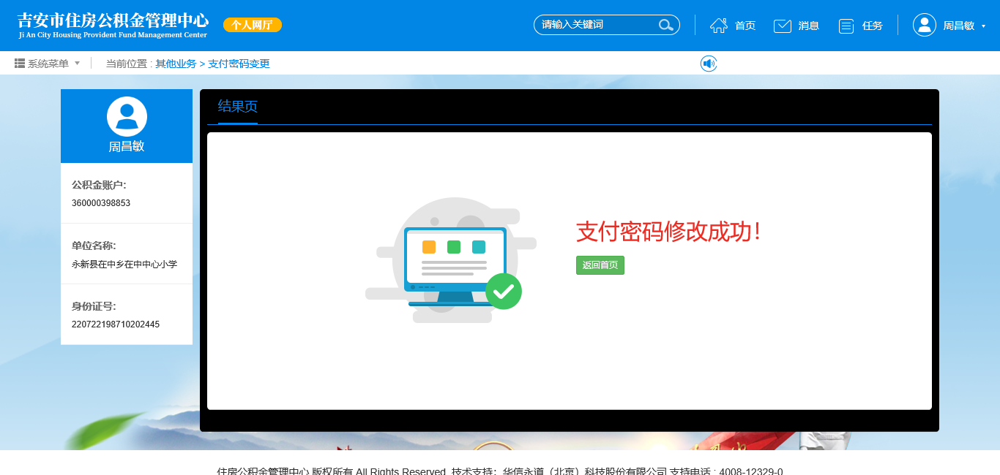 吉安市住房公积金管理中心
Ji An City Housing Provident Fund Management Center
个人网厅
请输入关键词
首页
消息
任务
周昌敏
系统菜单
当前位置 : 其他业务 > 支付密码变更
周昌敏
公积金账户:
360000398853
单位名称:
永新县在中乡在中中心小学
身份证号:
220722198710202445
结果页
支付密码修改成功!
返回首页
住房公积金管理中心 版权所有 All Rights Reserved. 技术支持：华信永道（北京）科技股份有限公司 支持电话 : 4008-12329-0